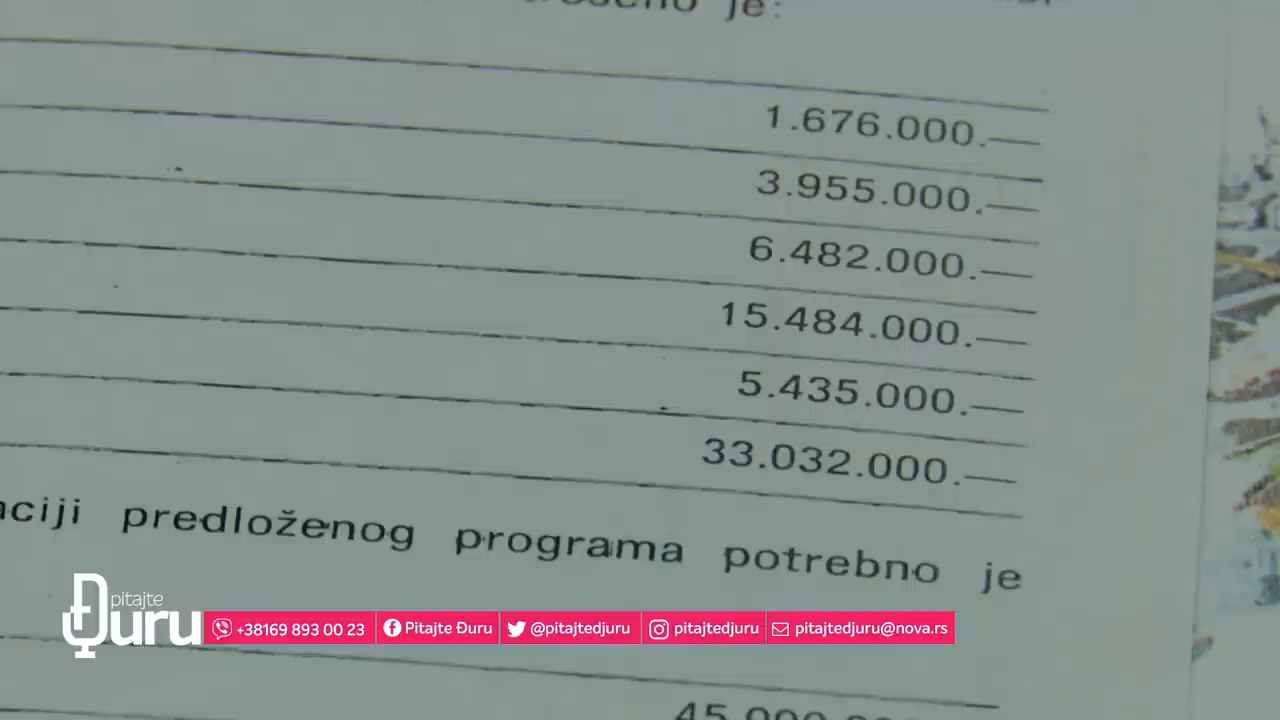 je:
1.676.000.—
3.955.000.—
6.482.000.—
15.484.000.—
5.435.000.—
33.032.000.—
predloženog programa potrebno je
pitajte
Đuru
+38169 893 00 23 Pitajte Đuru @pitajtedjuru pitajtedjuru pitajtedjuru@nova.rs